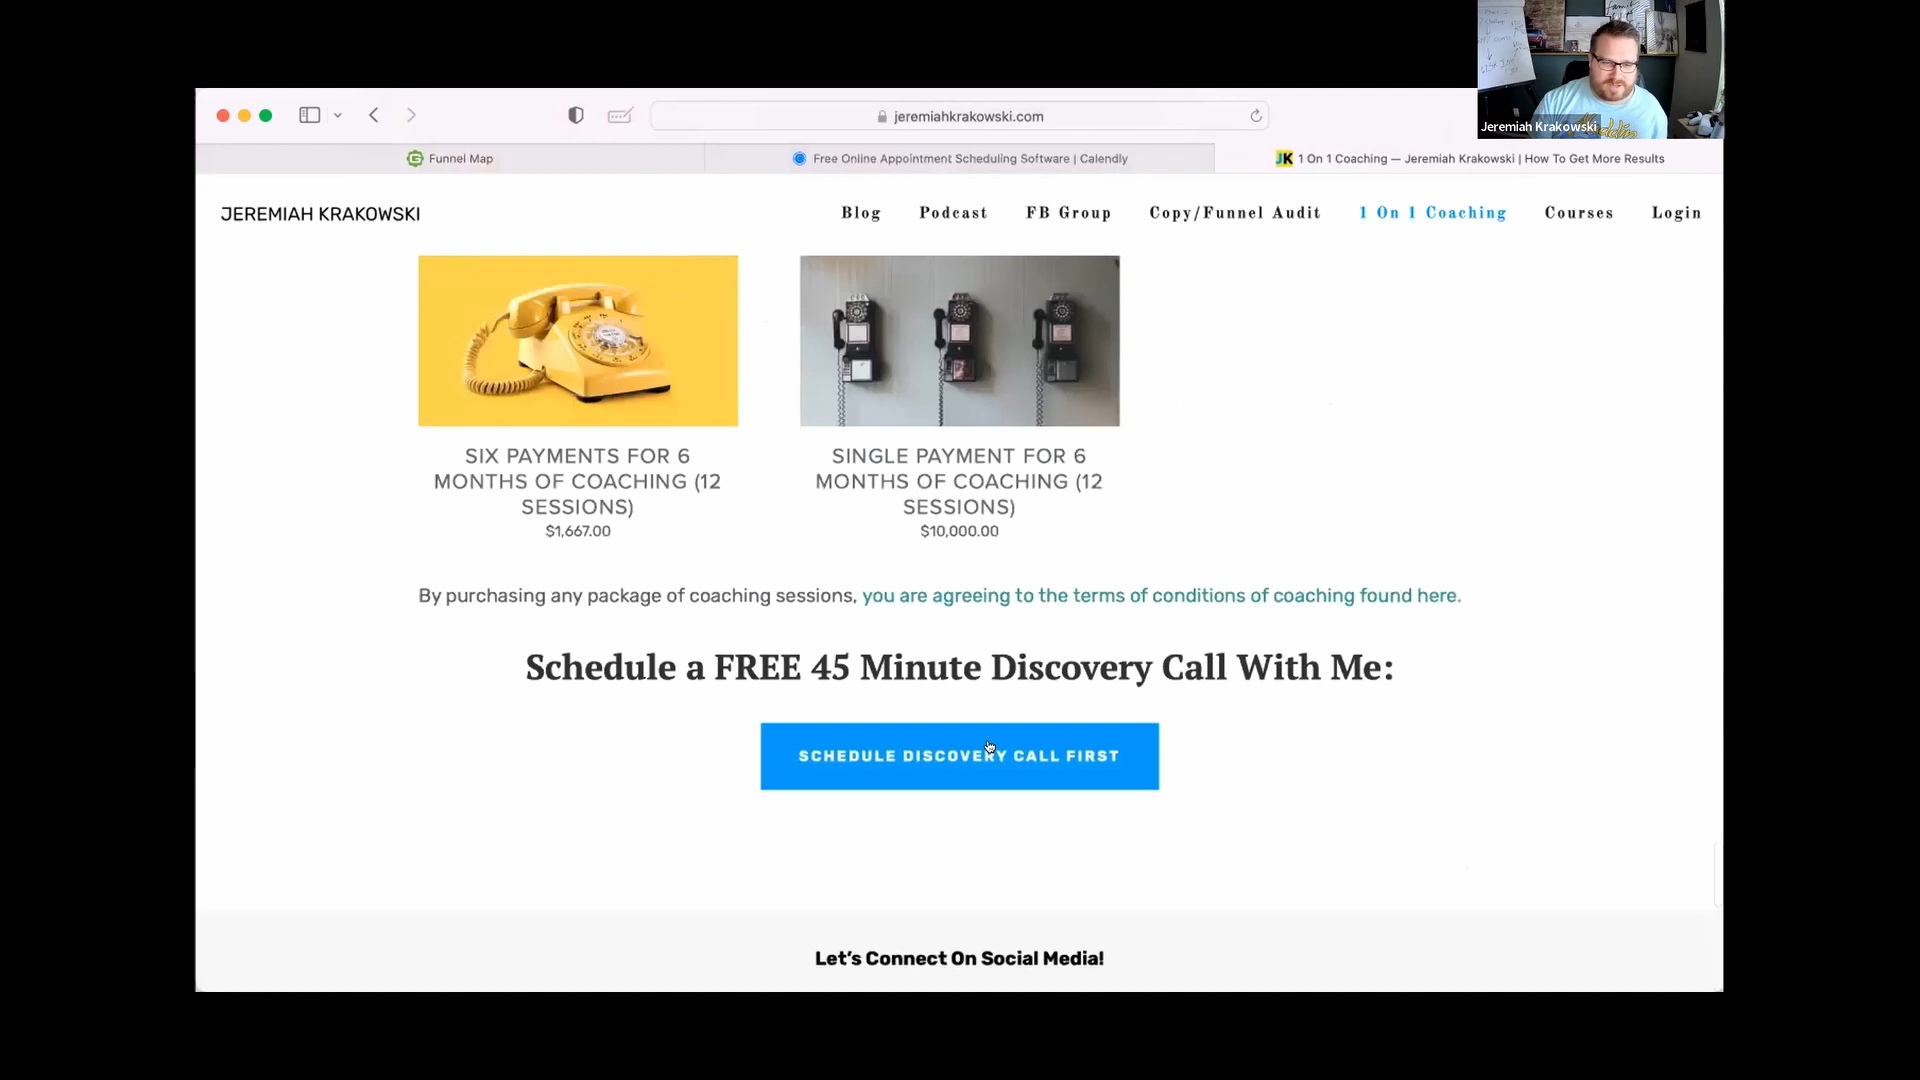 Jeremiah Krakowski
jeremiahkrakowski.com
Funnel Map
Free Online Appointment Scheduling Software | Calendly
JK 1 On 1 Coaching — Jeremiah Krakowski | How To Get More Results
JEREMIAH KRAKOWSKI
Blog
Podcast
FB Group
Copy/Funnel Audit
1 On 1 Coaching
Courses
Login
SIX PAYMENTS FOR 6
MONTHS OF COACHING (12
SESSIONS)
$1,667.00
SINGLE PAYMENT FOR 6
MONTHS OF COACHING (12
SESSIONS)
$10,000.00
By purchasing any package of coaching sessions, you are agreeing to the terms of conditions of coaching found here.
Schedule a FREE 45 Minute Discovery Call With Me:
SCHEDULE DISCOVERY CALL FIRST
Let's Connect On Social Media!